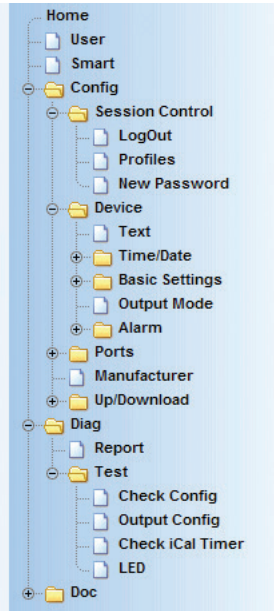 Home
User
Smart
Config
Session Control
LogOut
Profiles
New Password
Device
Text
Time/Date
Basic Settings
Output Mode
Alarm
Ports
Manufacturer
Up/Download
Diag
Report
Test
Check Config
Output Config
Check iCal Timer
LED
Doc